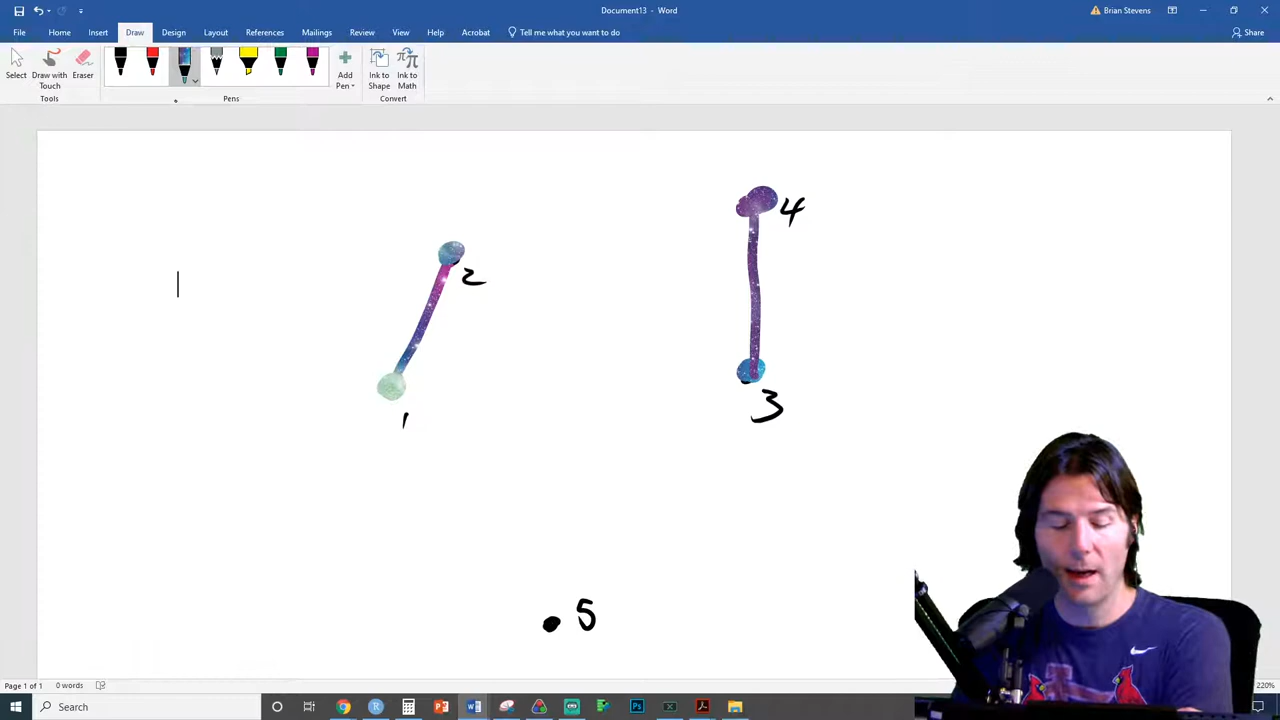 Document13 - Word
Brian Stevens
File Home Insert Draw Design Layout References Mailings Review View Help Acrobat Tell me what you want to do
Share
Select
Draw with Touch
Eraser
Add Pen
Ink to Shape
Ink to Math
Tools
Pens
Convert
4
2
3
1
5
Page 1 of 1 0 words
220%
Search